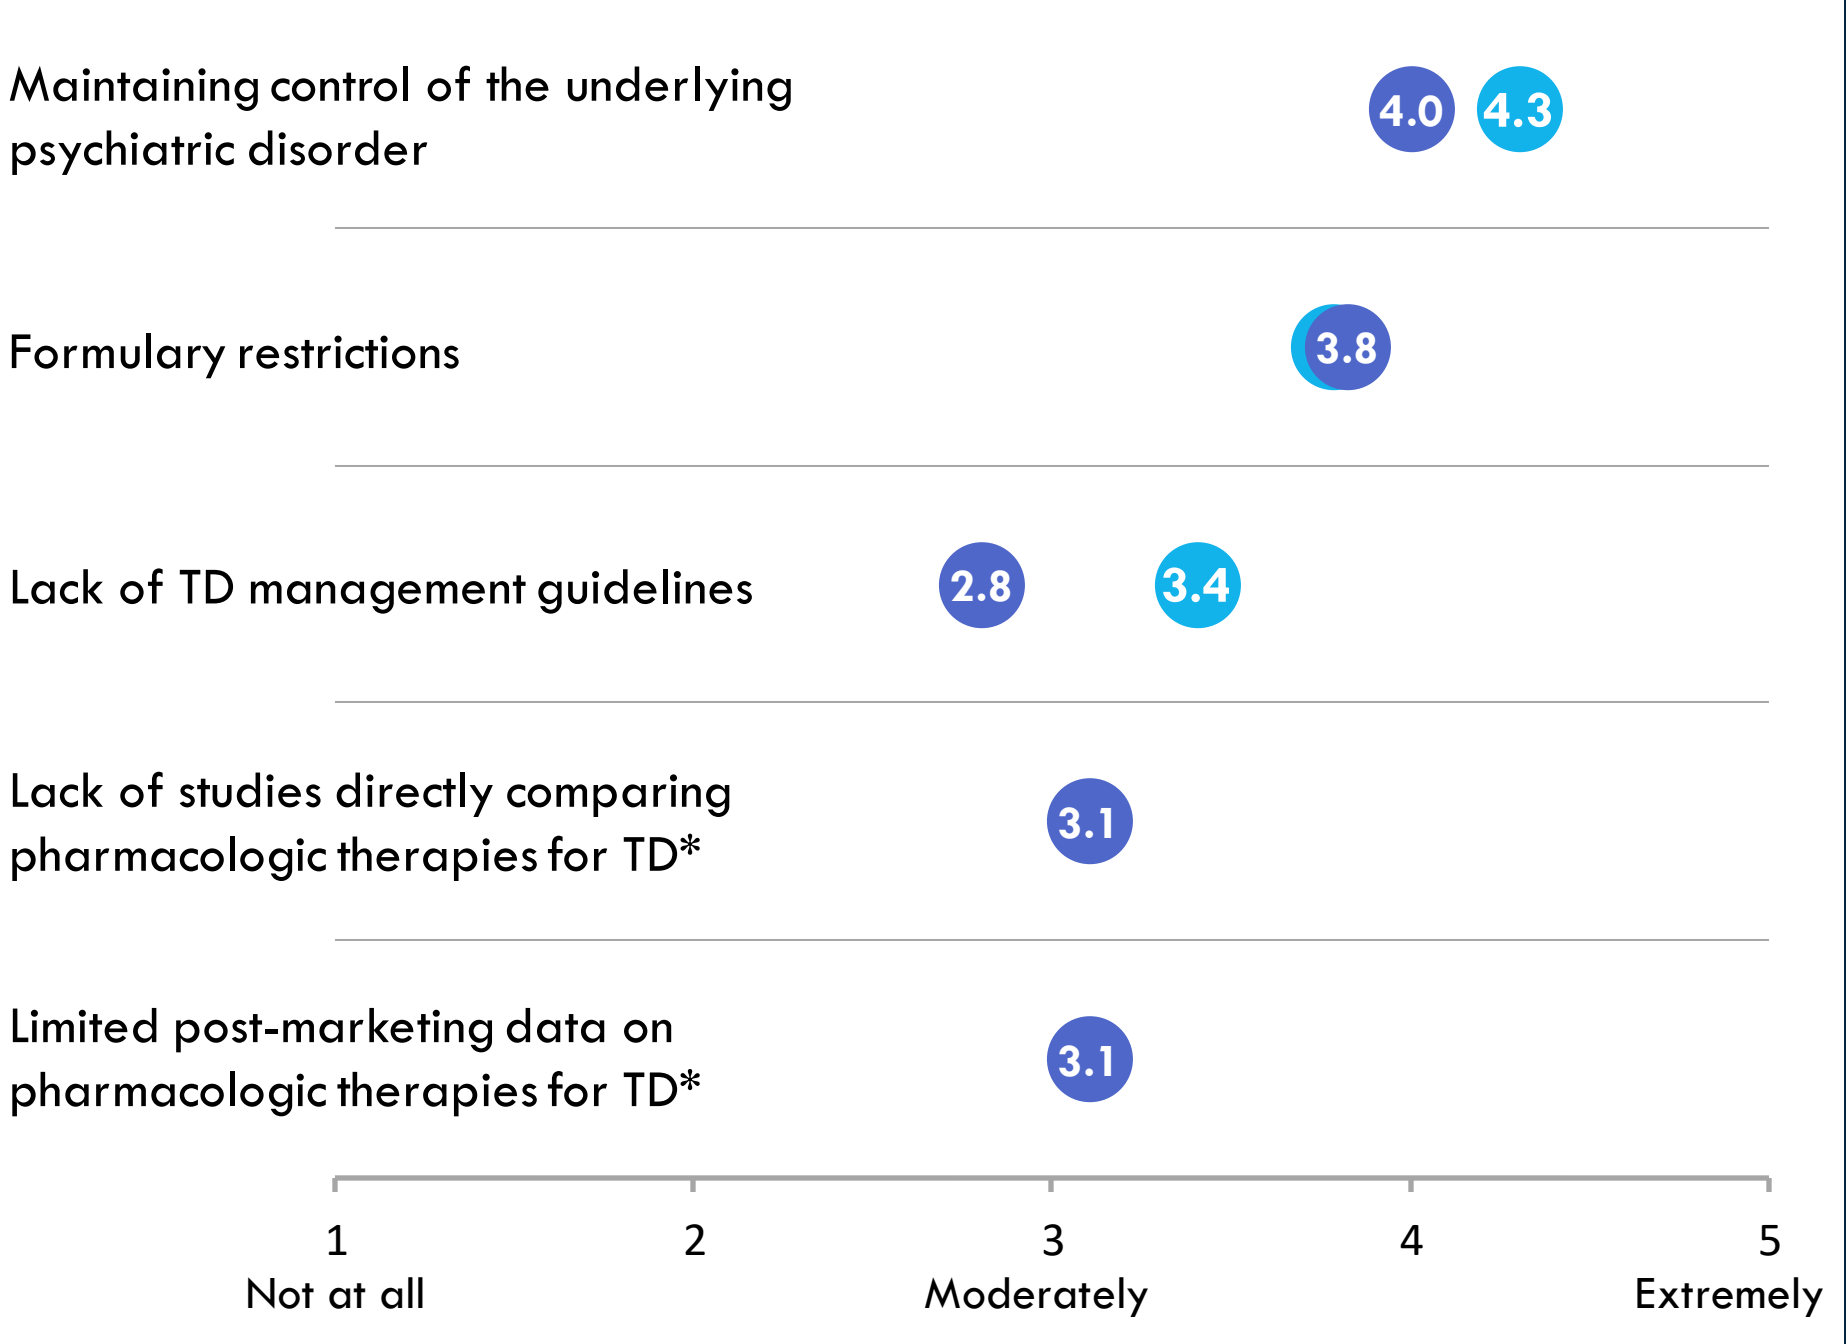 Maintaining control of the underlying
psychiatric disorder
4.0 4.3
Formulary restrictions
3.8
Lack of TD management guidelines
2.8 3.4
Lack of studies directly comparing
pharmacologic therapies for TD*
3.1
Limited post-marketing data on
pharmacologic therapies for TD*
3.1
1 2 3 4 5
Not at all Moderately Extremely